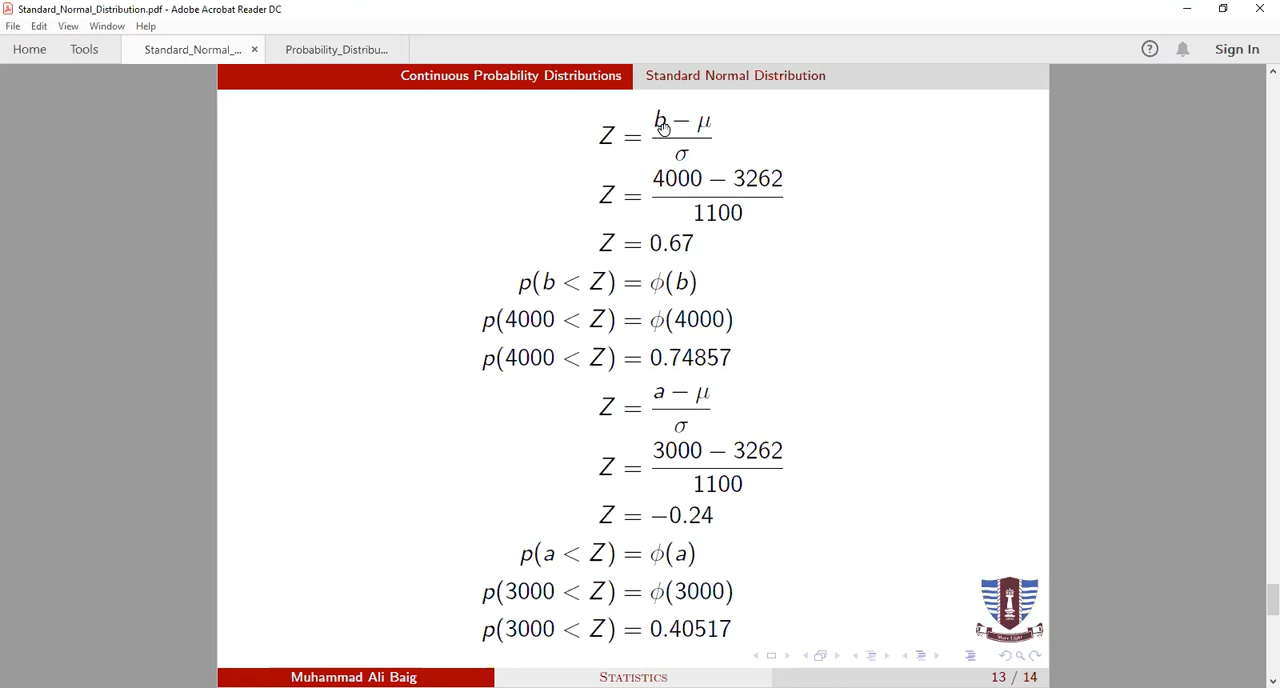 Standard_Normal_Distribution.pdf - Adobe Acrobat Reader DC
File Edit View Window Help
Home Tools Standard_Normal_... × Probability_Distribu... Sign In
Continuous Probability Distributions Standard Normal Distribution
Z = (b − μ) / σ
Z = (4000 − 3262) / 1100
Z = 0.67
p(b < Z) = ϕ(b)
p(4000 < Z) = ϕ(4000)
p(4000 < Z) = 0.74857
Z = (a − μ) / σ
Z = (3000 − 3262) / 1100
Z = −0.24
p(a < Z) = ϕ(a)
p(3000 < Z) = ϕ(3000)
p(3000 < Z) = 0.40517
Muhammad Ali Baig STATISTICS 13 / 14